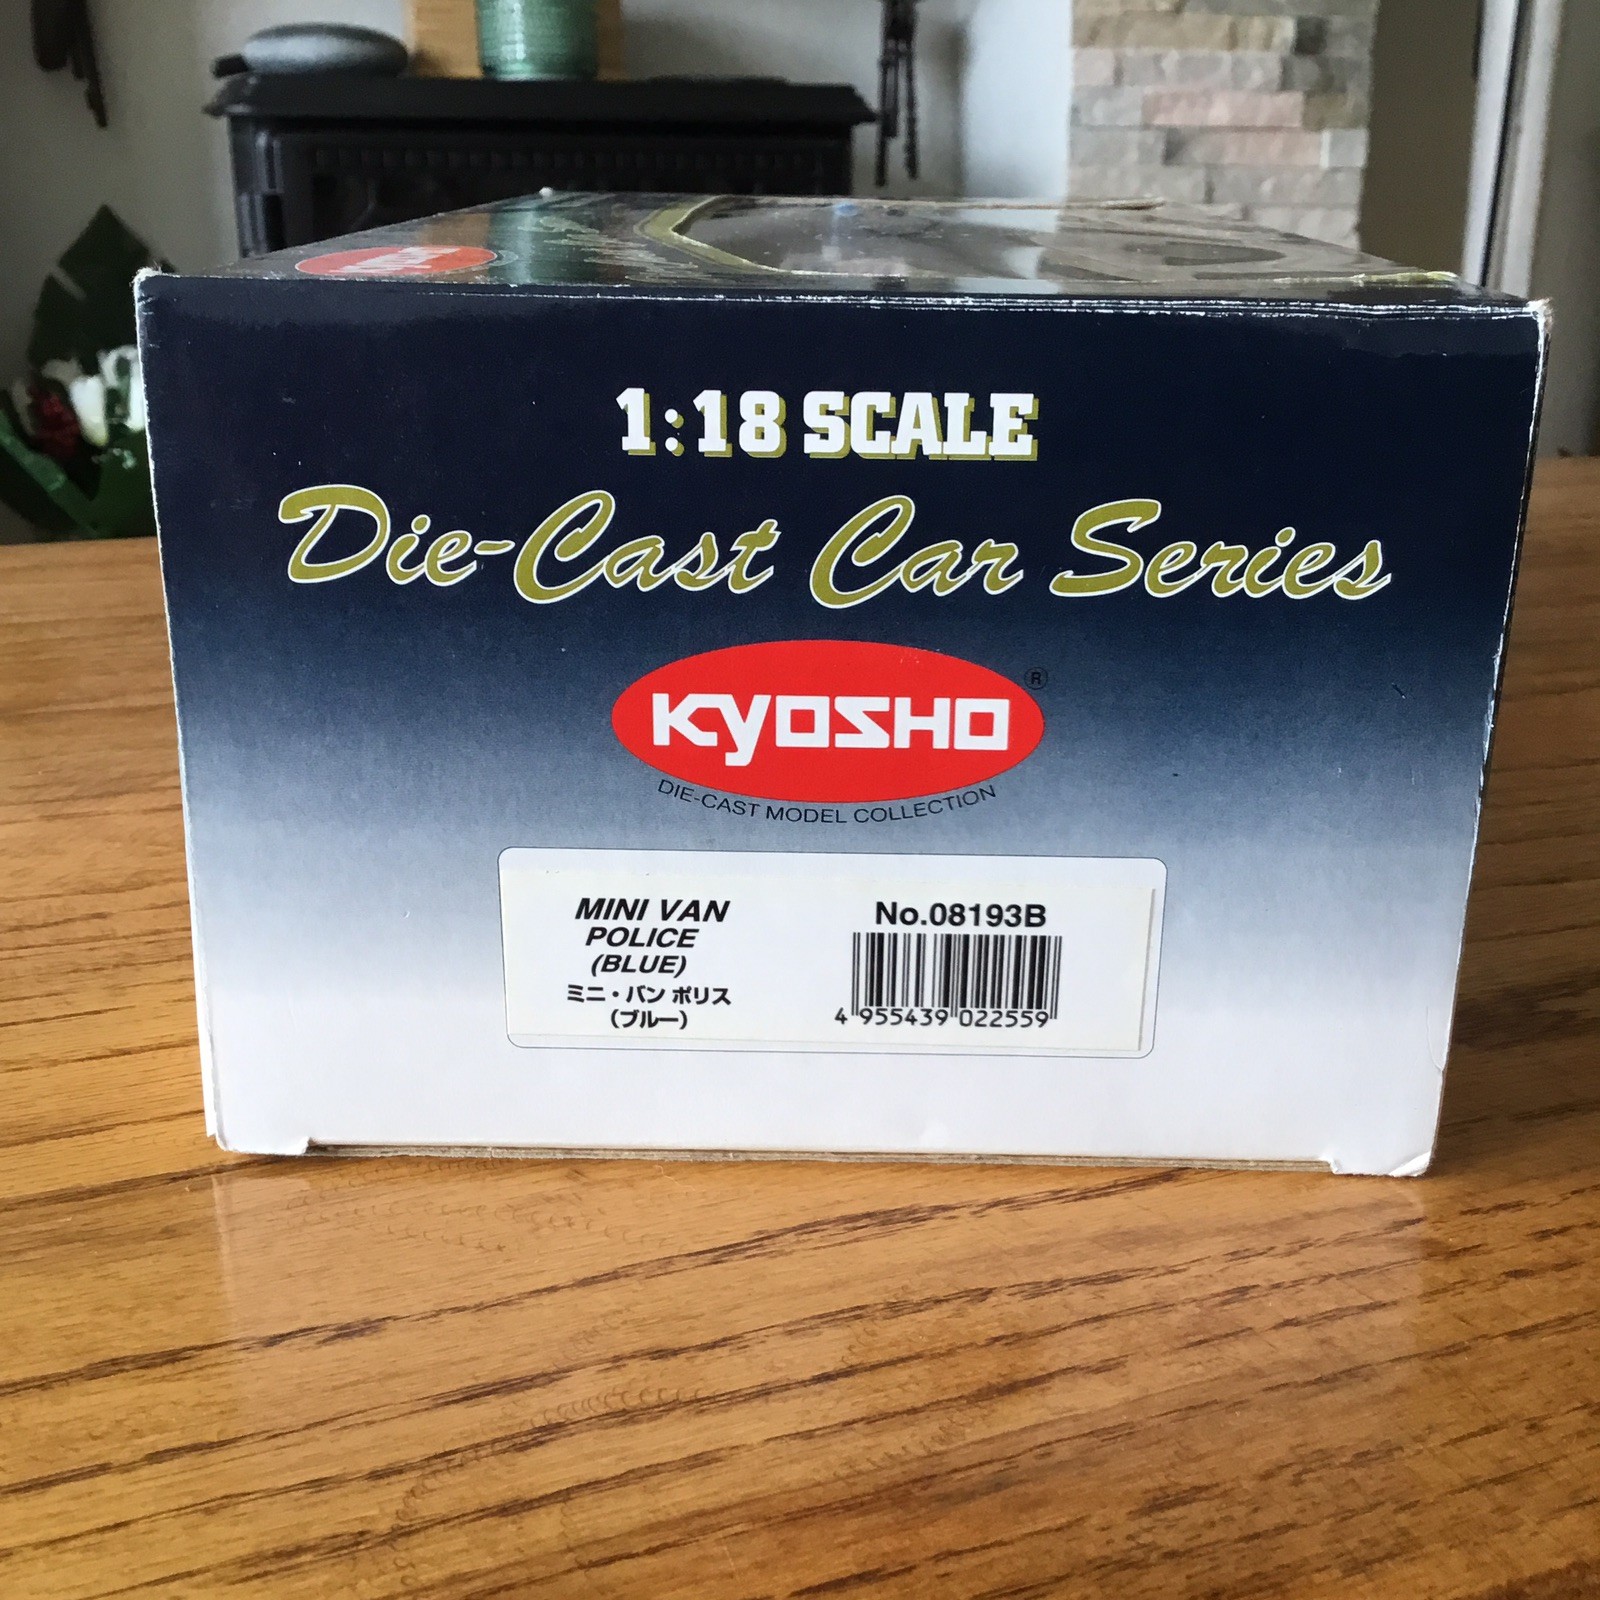 KYOSHO
1:18 SCALE
Die-Cast Car Series
KYOSHO
®
DIE-CAST MODEL COLLECTION
MINI VAN
POLICE
(BLUE)
ミニ・バン ポリス
（ブルー）
No.08193B
4 955439 022559